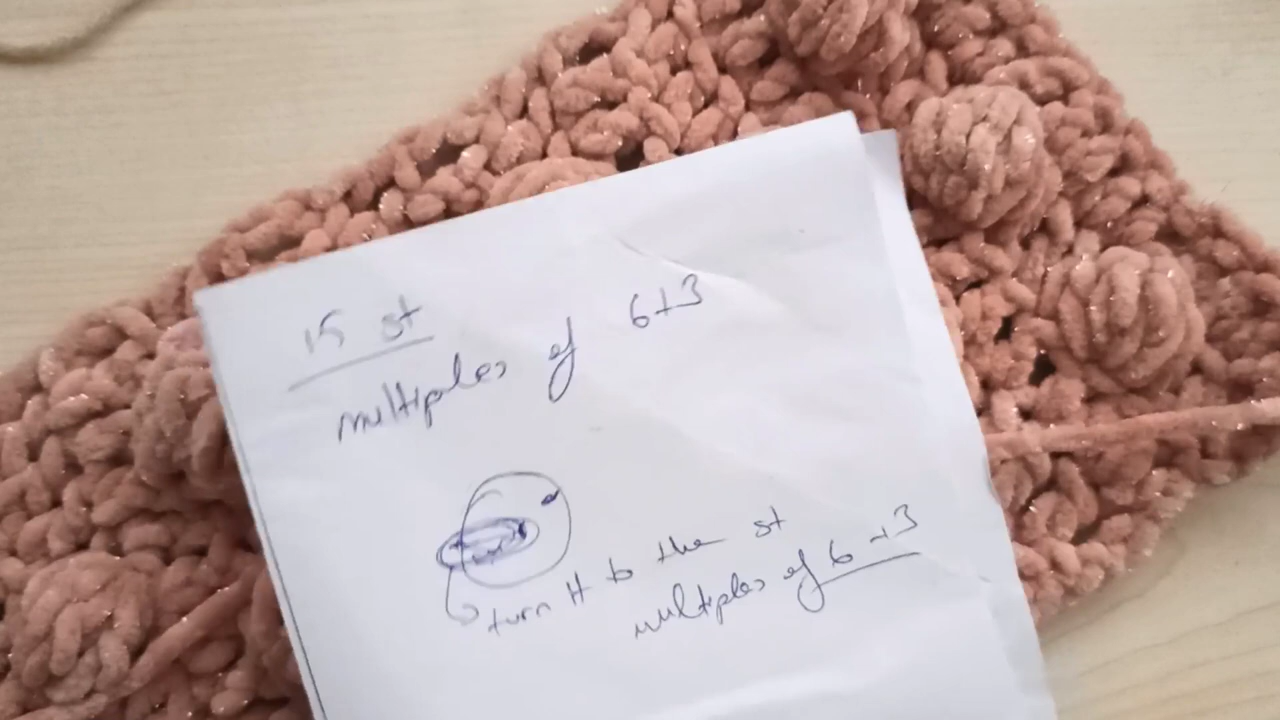 15 st
multiples of 6+3
turn it to the st
multiples of 6+3